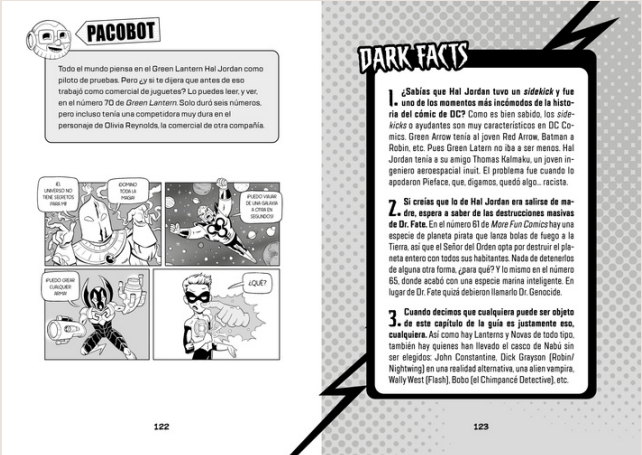 PACOBOT
Todo el mundo piensa en el Green Lantern Hal Jordan como
piloto de pruebas. Pero ¿y si te dijera que antes de eso
trabajó como comercial de juguetes? Lo puedes leer, y ver,
en el número 70 de Green Lantern. Solo duró seis números,
pero incluso tenía una competidora muy dura en el
personaje de Olivia Reynolds, la comercial de otra compañía.
¡EL
UNIVERSO NO
TIENE SECRETOS
PARA MÍ!
¡DOMINO
TODA LA
MAGIA!
¡PUEDO VIAJAR
DE UNA GALAXIA
A OTRA EN
SEGUNDOS!
¡PUEDO CREAR
CUALQUIER
ARMA!
¿QUÉ?
122
DARK FACTS
1. ¿Sabías que Hal Jordan tuvo un sidekick y fue
uno de los momentos más incómodos de la histo-
ria del cómic de DC? Como es bien sabido, los side-
kicks o ayudantes son muy característicos en DC Co-
mics. Green Arrow tenía al joven Red Arrow, Batman a
Robin, etc. Pues Green Latern no iba a ser menos. Hal
Jordan tenía a su amigo Thomas Kalmaku, un joven in-
geniero aeroespacial inuit. El problema fue cuando lo
apodaron Pieface, que, digamos, quedó algo... racista.
2. Si creías que lo de Hal Jordan era salirse de ma-
dre, espera a saber de las destrucciones masivas
de Dr. Fate. En el número 61 de More Fun Comics hay una
especie de planeta pirata que lanza bolas de fuego a la
Tierra, así que el Señor del Orden opta por destruir el pla-
neta entero con todos sus habitantes. Nada de detenerlos
de alguna otra forma, ¿para qué? Y lo mismo en el número
65, donde acabó con una especie marina inteligente. En
lugar de Dr. Fate quizá debieron llamarlo Dr. Genocide.
3. Cuando decimos que cualquiera puede ser objeto
de este capítulo de la guía es justamente eso,
cualquiera. Así como hay Lanterns y Novas de todo tipo,
también hay quienes han llevado el casco de Nabú sin
ser elegidos: John Constantine, Dick Grayson (Robin/
Nightwing) en una realidad alternativa, una alien vampira,
Wally West (Flash), Bobo (el Chimpancé Detective), etc.
123